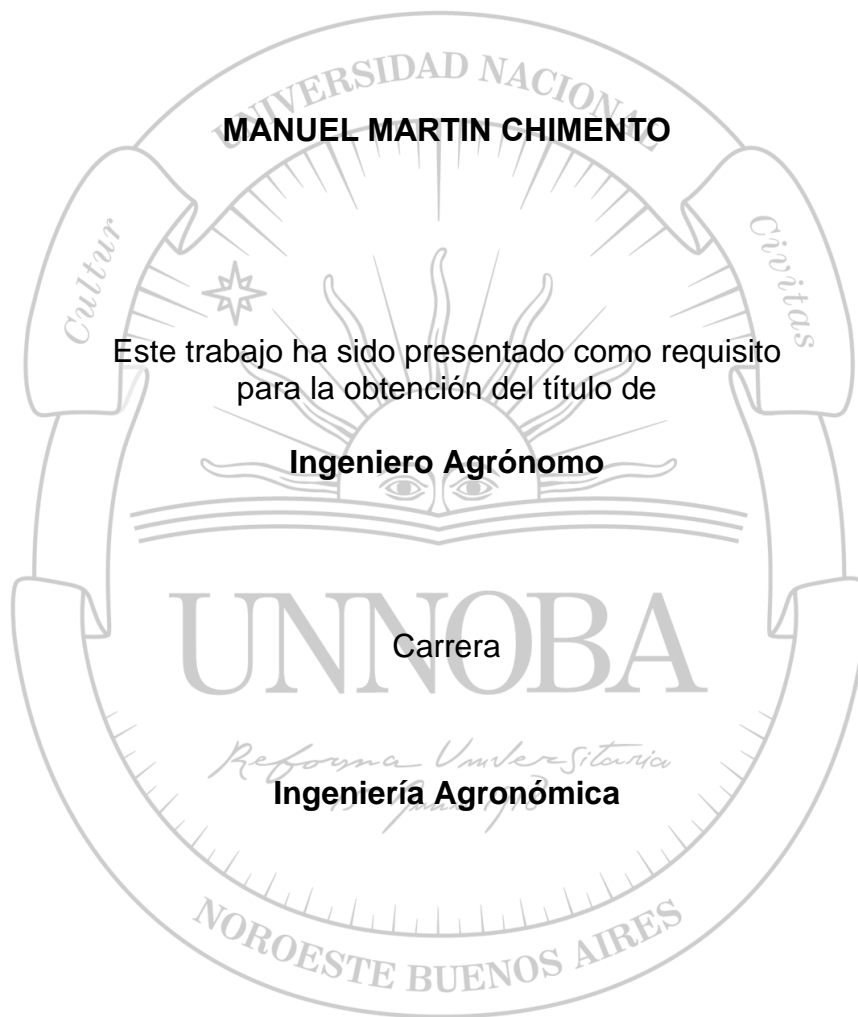 UNIVERSIDAD NACIONAL
MANUEL MARTIN CHIMENTO
Cultur
Civitas
Este trabajo ha sido presentado como requisito
para la obtención del título de
Ingeniero Agrónomo
UNNOBA
Carrera
Reforma Universitaria
Ingeniería Agronómica
NOROESTE BUENOS AIRES